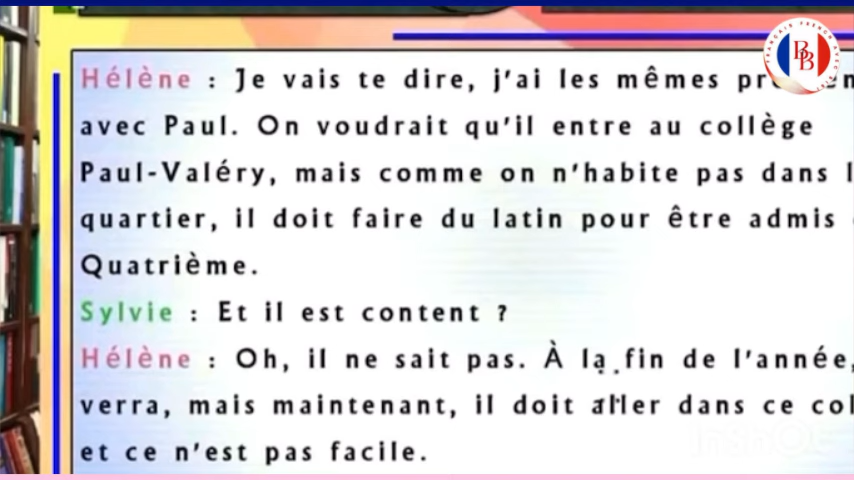 Hélène : Je vais te dire, j'ai les mêmes
avec Paul. On voudrait qu'il entre au collège
Paul-Valéry, mais comme on n'habite pas dans
quartier, il doit faire du latin pour être admis
Quatrième.
Sylvie : Et il est content ?
Hélène : Oh, il ne sait pas. À la fin de l'année,
verra, mais maintenant, il doit aller dans ce
et ce n'est pas facile.
BB